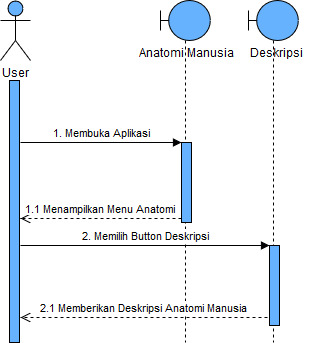 User
Anatomi Manusia
Deskripsi
1. Membuka Aplikasi
1.1 Menampilkan Menu Anatomi
2. Memilih Button Deskripsi
2.1 Memberikan Deskripsi Anatomi Manusia